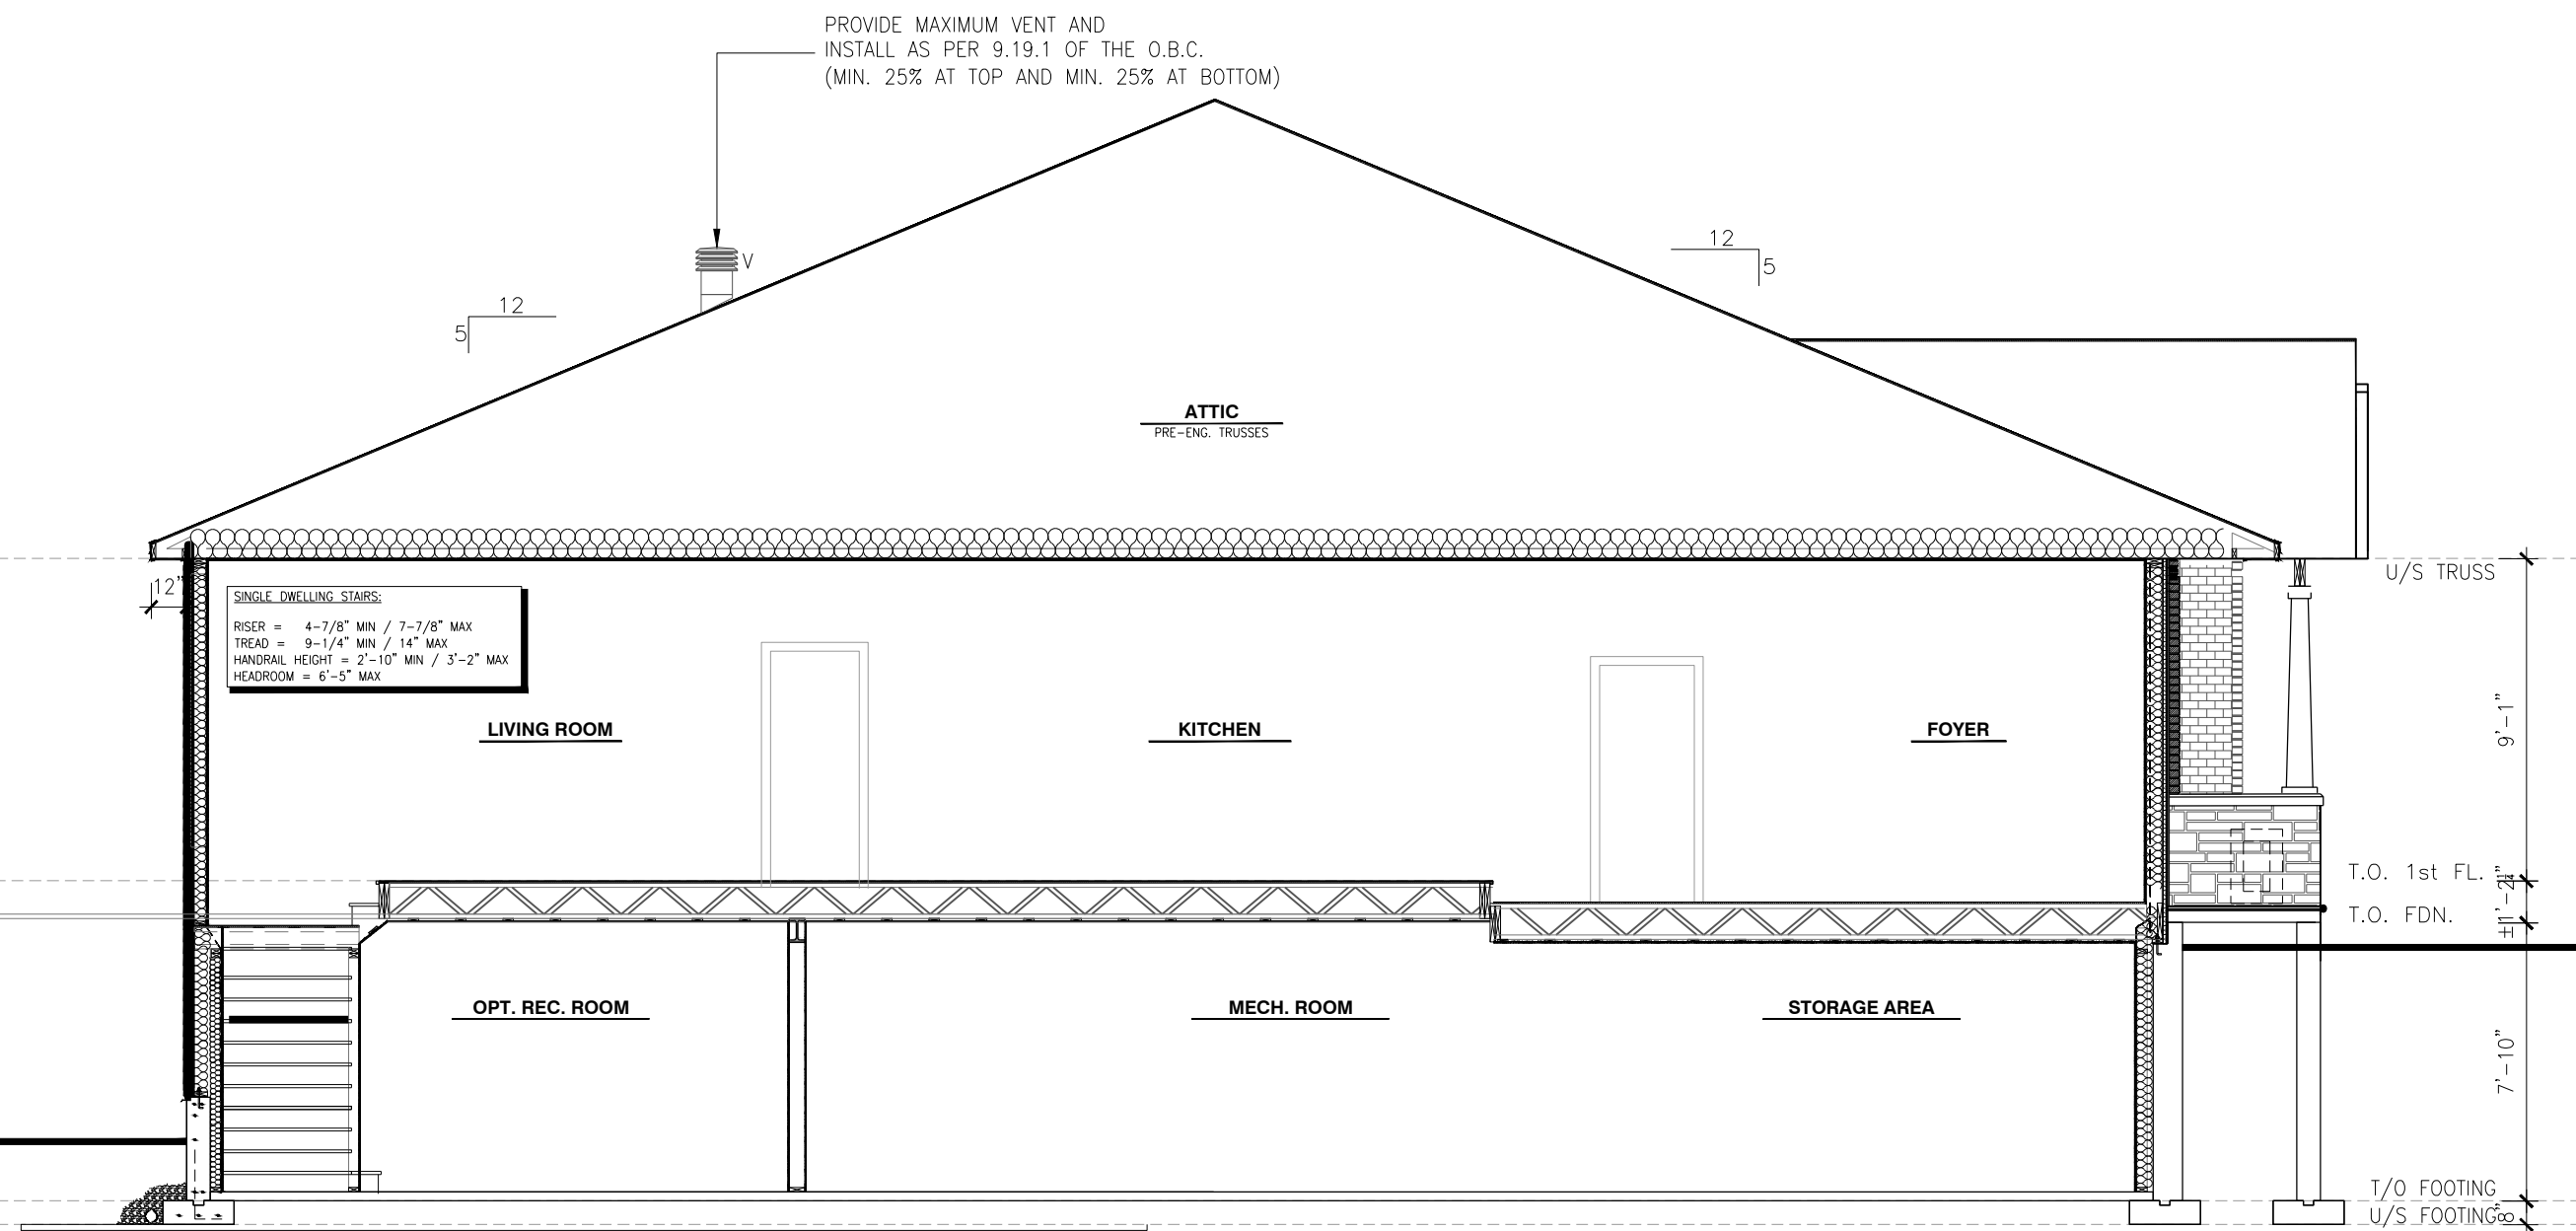 PROVIDE MAXIMUM VENT AND
INSTALL AS PER 9.19.1 OF THE O.B.C.
(MIN. 25% AT TOP AND MIN. 25% AT BOTTOM)
V
12
5
12
5
ATTIC
PRE-ENG. TRUSSES
12"
U/S TRUSS
SINGLE DWELLING STAIRS:
RISER = 4-7/8" MIN / 7-7/8" MAX
TREAD = 9-1/4" MIN / 14" MAX
HANDRAIL HEIGHT = 2'-10" MIN / 3'-2" MAX
HEADROOM = 6'-5" MAX
LIVING ROOM
KITCHEN
FOYER
9'-1"
T.O. 1st FL.
T.O. FDN.
OPT. REC. ROOM
MECH. ROOM
STORAGE AREA
7'-10"
T/O FOOTING
U/S FOOTING
8"